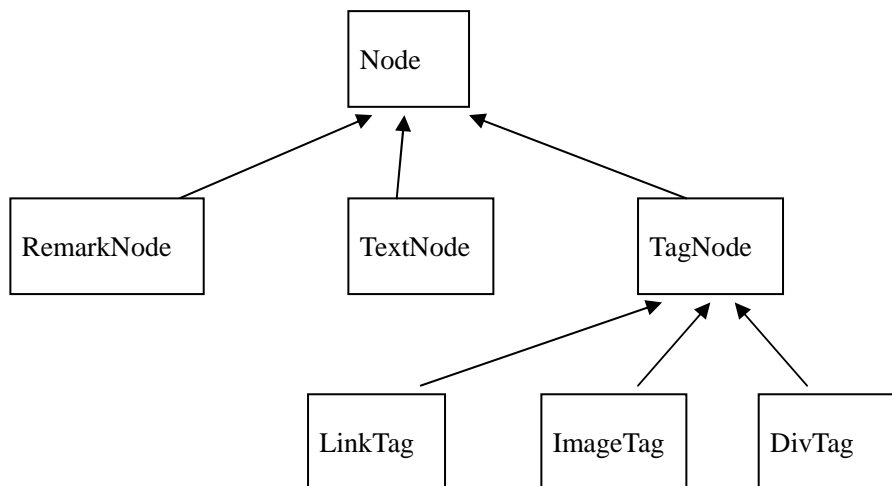 Node
RemarkNode
TextNode
TagNode
LinkTag
ImageTag
DivTag